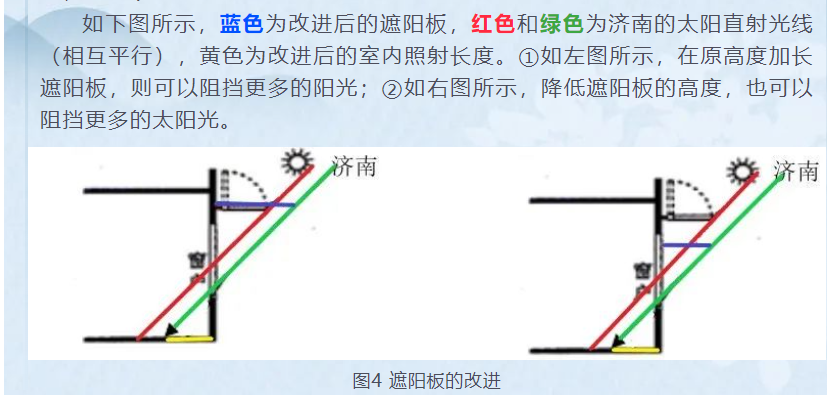 如下图所示，蓝色为改进后的遮阳板，红色和绿色为济南的太阳直射光线
（相互平行），黄色为改进后的室内照射长度。①如左图所示，在原高度加长
遮阳板，则可以阻挡更多的阳光；②如右图所示，降低遮阳板的高度，也可以
阻挡更多的太阳光。
济南
济南
图4 遮阳板的改进